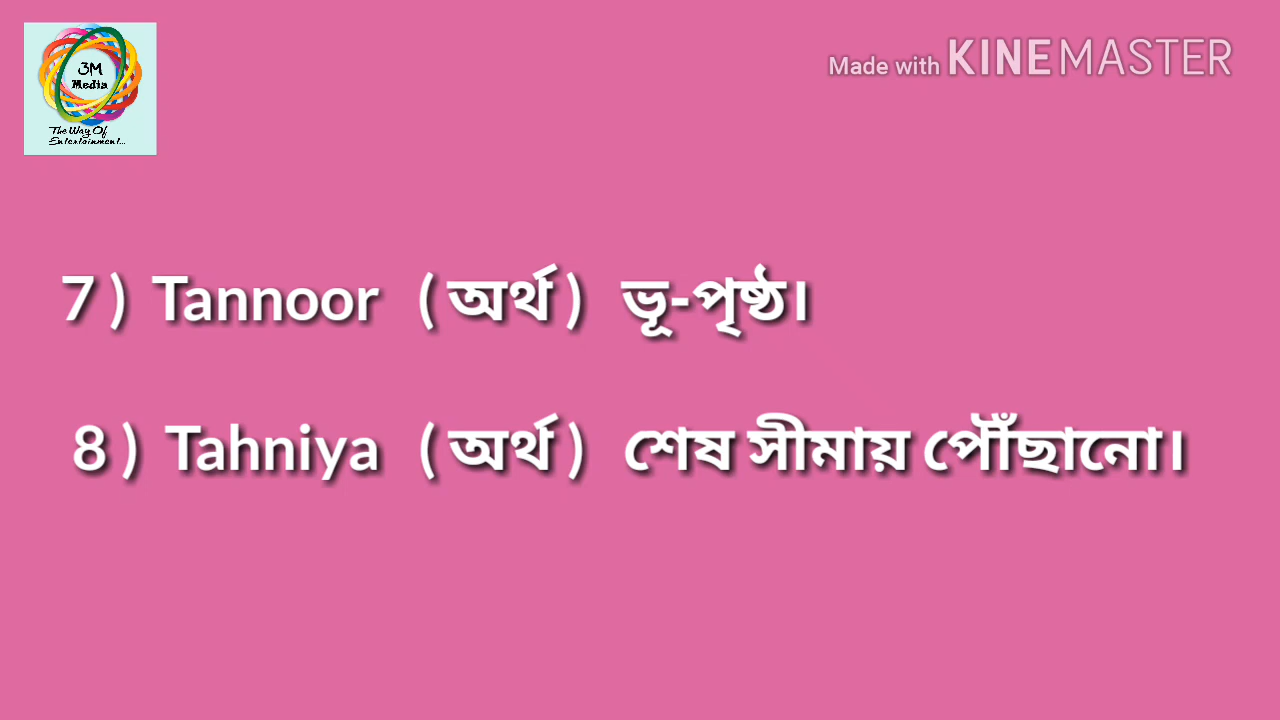 3M
Media
The Way Of
Entertainment...
Made with KINEMASTER
7 ) Tannoor ( অর্থ ) ভূ-পৃষ্ঠ।
8 ) Tahniya ( অর্থ ) শেষ সীমায় পৌঁছানো।